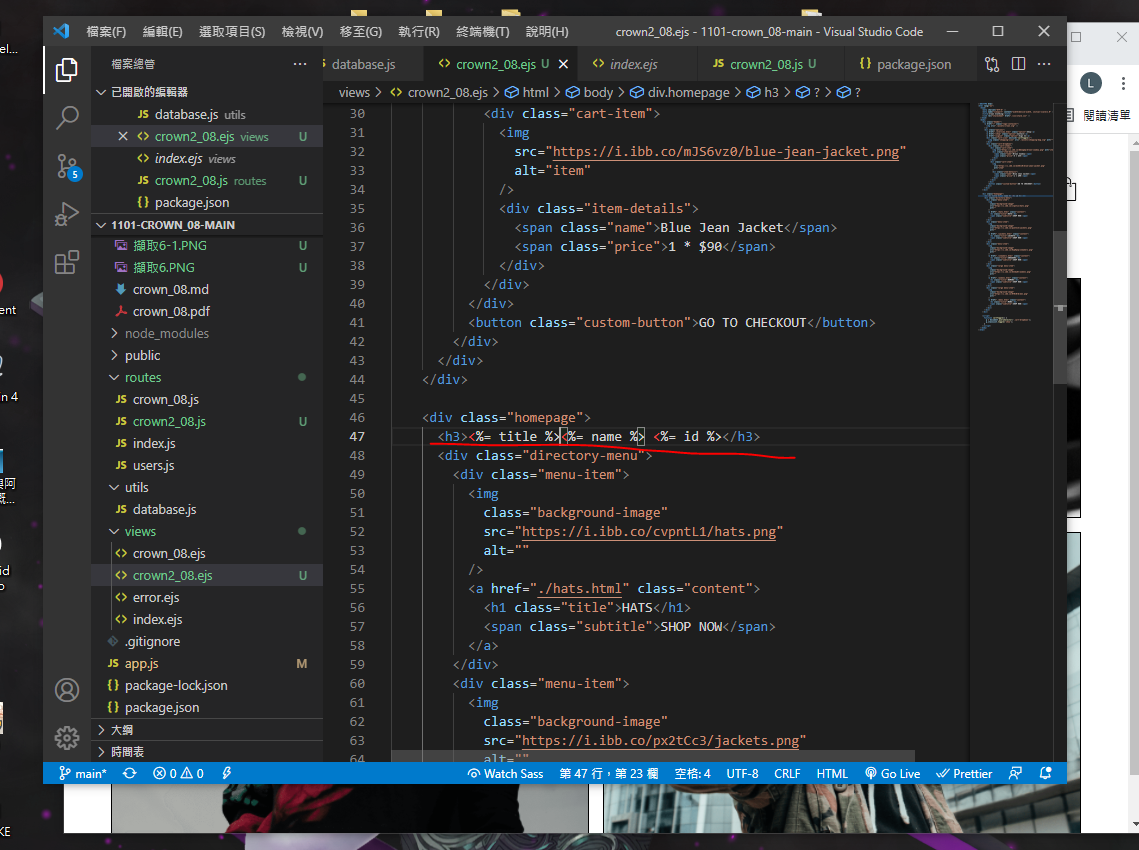 檔案(F) 編輯(E) 選取項目(S) 檢視(V) 移至(G) 執行(R) 終端機(T) 說明(H) crown2_08.ejs - 1101-crown_08-main - Visual Studio Code
檔案總管
已開啟的編輯器
JS database.js utils
crown2_08.ejs views U
index.ejs views
JS crown2_08.js routes U
{} package.json
5
1101-CROWN_08-MAIN
擷取6-1.PNG U
擷取6.PNG U
crown_08.md
crown_08.pdf
node_modules
public
routes
JS crown_08.js
JS crown2_08.js U
JS index.js
JS users.js
utils
JS database.js
views
crown_08.ejs
crown2_08.ejs U
error.ejs
index.ejs
.gitignore
JS app.js M
{} package-lock.json
{} package.json
大綱
時間表
database.js <> crown2_08.ejs U <> index.ejs JS crown2_08.js U {} package.json
views > <> crown2_08.ejs > html > body > div.homepage > h3 > ? > ?
30 <div class="cart-item">
31 <img
32 src="https://i.ibb.co/mJS6vz0/blue-jean-jacket.png"
33 alt="item"
34 />
35 <div class="item-details">
36 <span class="name">Blue Jean Jacket</span>
37 <span class="price">1 * $90</span>
38 </div>
39 </div>
40 </div>
41 <button class="custom-button">GO TO CHECKOUT</button>
42 </div>
43 </div>
44 </div>
45
46 <div class="homepage">
47 <h3><%= title %><%= name %> <%= id %></h3>
48 <div class="directory-menu">
49 <div class="menu-item">
50 <img
51 class="background-image"
52 src="https://i.ibb.co/cvpntL1/hats.png"
53 alt=""
54 />
55 <a href="./hats.html" class="content">
56 <h1 class="title">HATS</h1>
57 <span class="subtitle">SHOP NOW</span>
58 </a>
59 </div>
60 <div class="menu-item">
61 <img
62 class="background-image"
63 src="https://i.ibb.co/px2tCc3/jackets.png"
64 alt=""
main* 0 0 Watch Sass 第 47 行，第 23 欄 空格: 4 UTF-8 CRLF HTML Go Live Prettier
L
閱讀清單